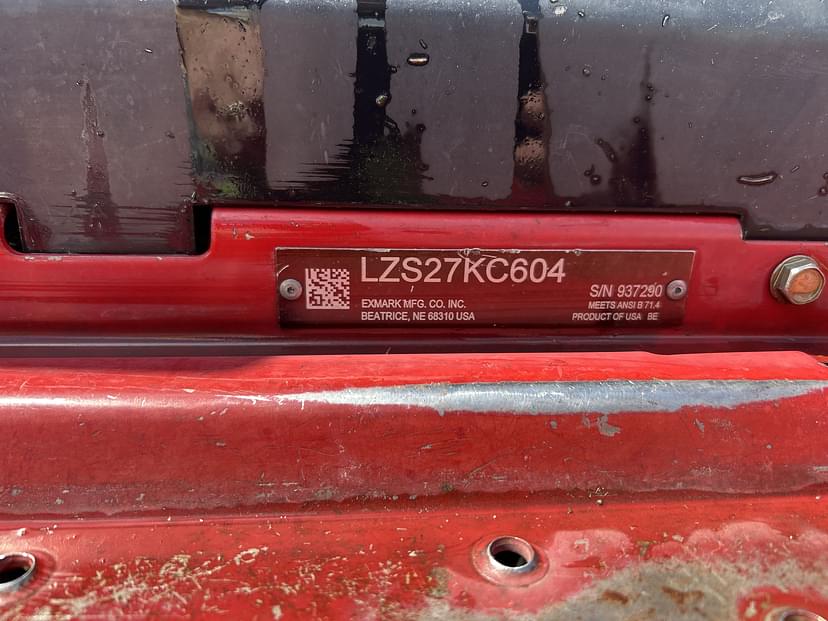 LZS27KC604
S/N 937290
EXMARK MFG. CO. INC.
MEETS ANSI B 71.4
BEATRICE, NE 68310 USA
PRODUCT OF USA BE